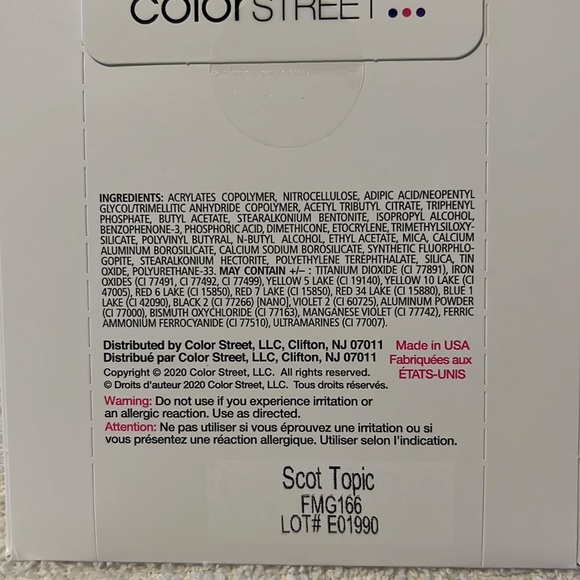 colorSTREET
INGREDIENTS: ACRYLATES COPOLYMER, NITROCELLULOSE, ADIPIC ACID/NEOPENTYL
GLYCOL/TRIMELLITIC ANHYDRIDE COPOLYMER, ACETYL TRIBUTYL CITRATE, TRIPHENYL
PHOSPHATE, BUTYL ACETATE, STEARALKONIUM BENTONITE, ISOPROPYL ALCOHOL,
BENZOPHENONE-3, PHOSPHORIC ACID, DIMETHICONE, ETOCRYLENE, TRIMETHYLSILOXY-
SILICATE, POLYVINYL BUTYRAL, N-BUTYL ALCOHOL, ETHYL ACETATE, MICA, CALCIUM
ALUMINUM BOROSILICATE, CALCIUM SODIUM BOROSILICATE, SYNTHETIC FLUORPHLO-
GOPITE, STEARALKONIUM HECTORITE, POLYETHYLENE TEREPHTHALATE, SILICA, TIN
OXIDE, POLYURETHANE-33. MAY CONTAIN +/– : TITANIUM DIOXIDE (CI 77891), IRON
OXIDES (CI 77491, CI 77492, CI 77499), YELLOW 5 LAKE (CI 19140), YELLOW 10 LAKE (CI
47005), RED 6 LAKE (CI 15850), RED 7 LAKE (CI 15850), RED 34 LAKE (CI 15880), BLUE 1
LAKE (CI 42090), BLACK 2 (CI 77266) [NANO], VIOLET 2 (CI 60725), ALUMINUM POWDER
(CI 77000), BISMUTH OXYCHLORIDE (CI 77163), MANGANESE VIOLET (CI 77742), FERRIC
AMMONIUM FERROCYANIDE (CI 77510), ULTRAMARINES (CI 77007).
Distributed by Color Street, LLC, Clifton, NJ 07011
Distribué par Color Street, LLC, Clifton, NJ 07011
Made in USA
Fabriquées aux
ÉTATS-UNIS
Copyright © 2020 Color Street, LLC. All rights reserved.
© Droits d'auteur 2020 Color Street, LLC. Tous droits réservés.
Warning: Do not use if you experience irritation or
an allergic reaction. Use as directed.
Attention: Ne pas utiliser si vous éprouvez une irritation ou si
vous présentez une réaction allergique. Utiliser selon l'indication.
Scot Topic
FMG166
LOT# E01990